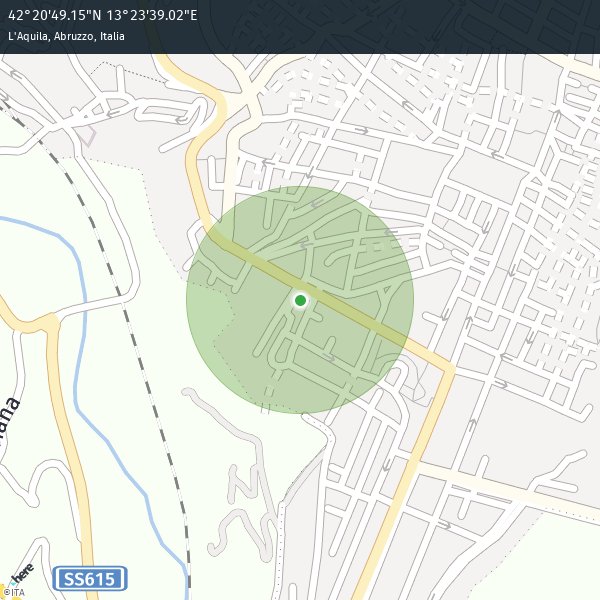 42°20'49.15"N 13°23'39.02"E
L'Aquila, Abruzzo, Italia
SS615
here
©ITA